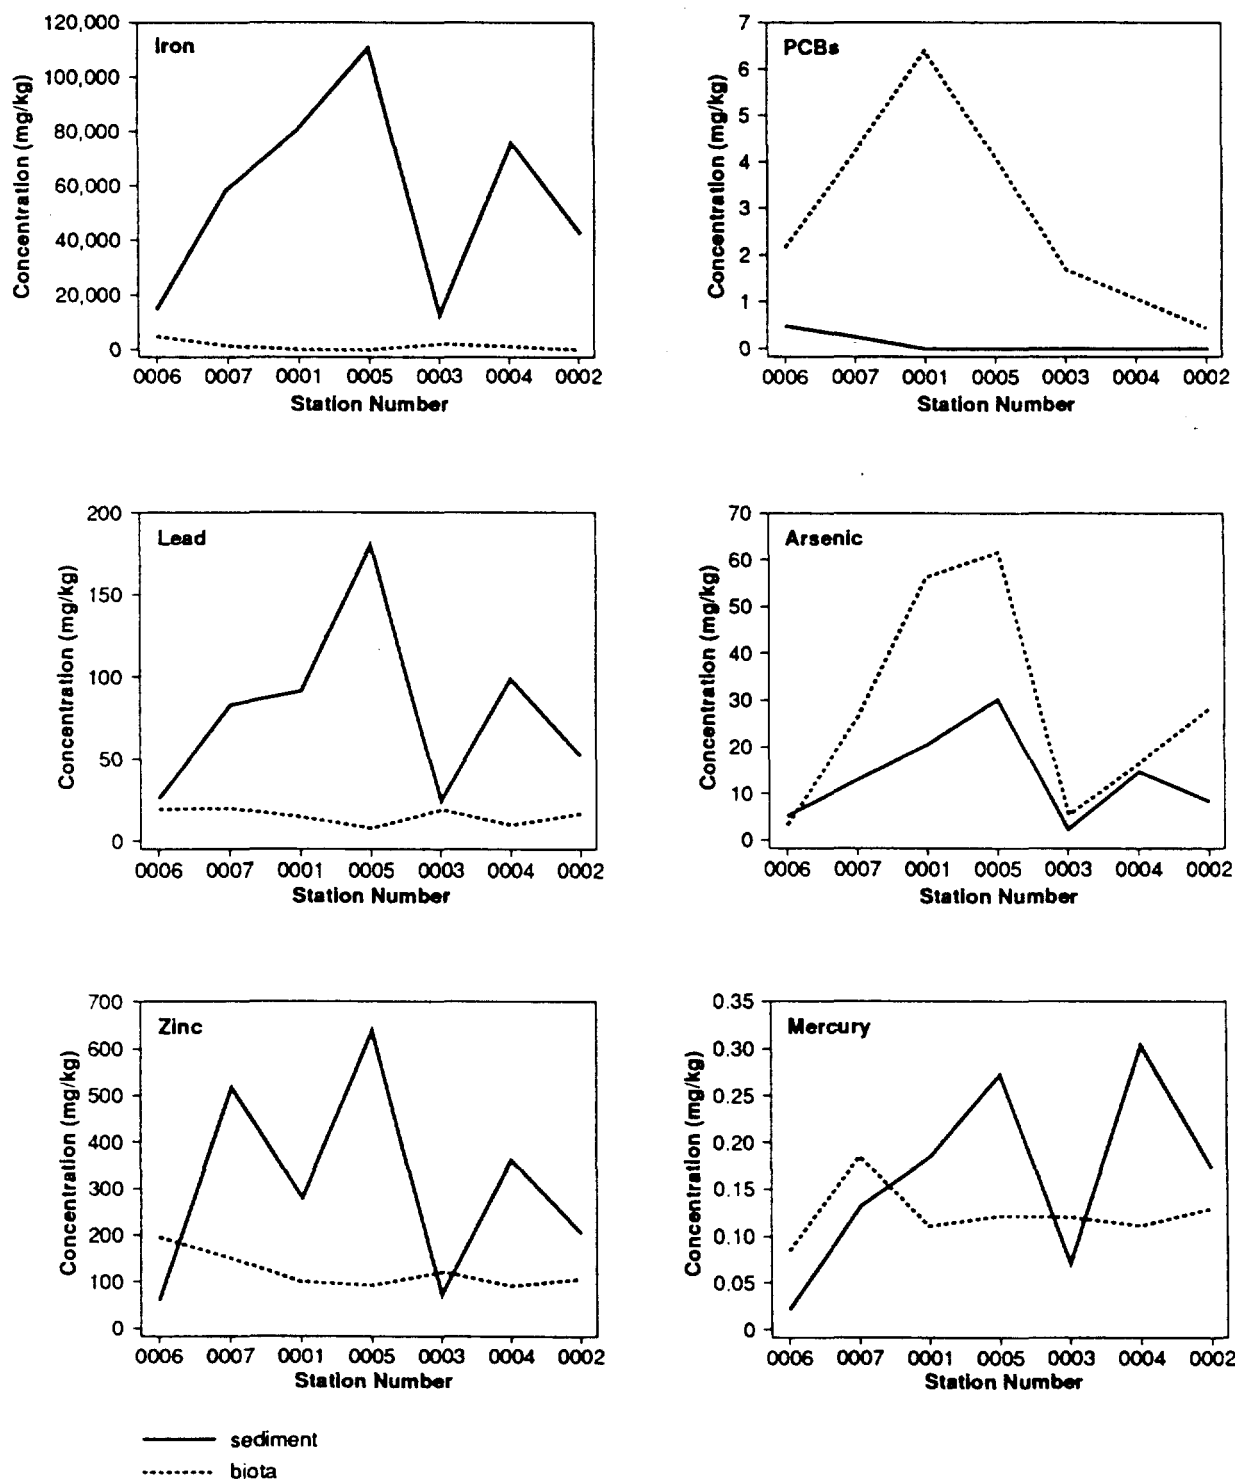 Iron
Concentration (mg/kg)
120,000
100,000
80,000
60,000
40,000
20,000
0
0006 0007 0001 0005 0003 0004 0002
Station Number
PCBs
Concentration (mg/kg)
7
6
5
4
3
2
1
0
0006 0007 0001 0005 0003 0004 0002
Station Number
Lead
Concentration (mg/kg)
200
150
100
50
0
0006 0007 0001 0005 0003 0004 0002
Station Number
Arsenic
Concentration (mg/kg)
70
60
50
40
30
20
10
0
0006 0007 0001 0005 0003 0004 0002
Station Number
Zinc
Concentration (mg/kg)
700
600
500
400
300
200
100
0
0006 0007 0001 0005 0003 0004 0002
Station Number
Mercury
Concentration (mg/kg)
0.35
0.30
0.25
0.20
0.15
0.10
0.05
0
0006 0007 0001 0005 0003 0004 0002
Station Number
sediment
biota